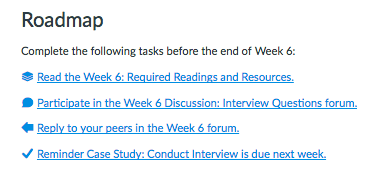 Roadmap
Complete the following tasks before the end of Week 6:
Read the Week 6: Required Readings and Resources.
Participate in the Week 6 Discussion: Interview Questions forum.
Reply to your peers in the Week 6 forum.
Reminder Case Study: Conduct Interview is due next week.